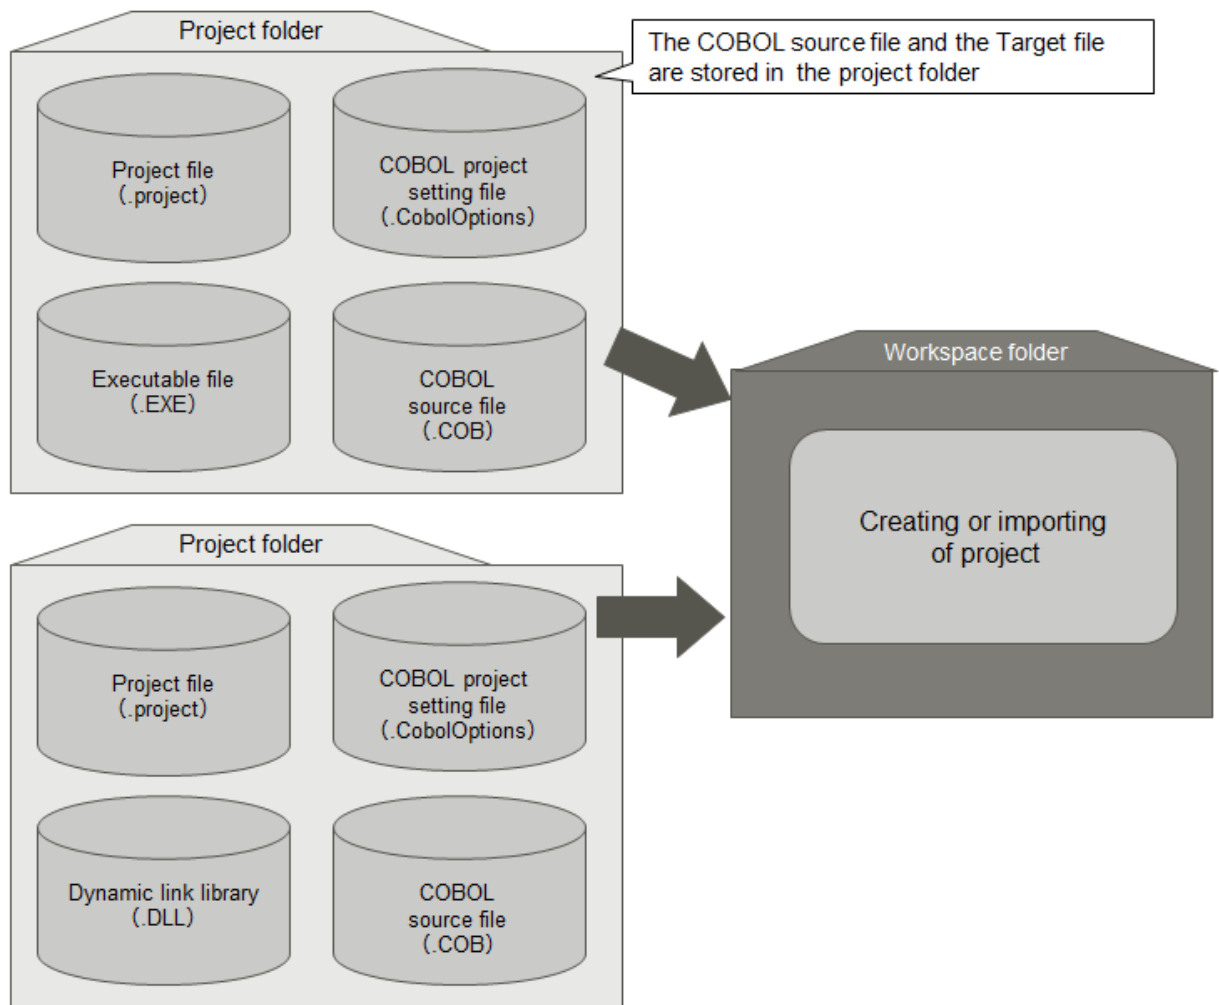 Project folder
The COBOL source file and the Target file
are stored in the project folder
Project file
(.project)
COBOL project
setting file
(.CobolOptions)
Executable file
(.EXE)
COBOL
source file
(.COB)
Workspace folder
Creating or importing
of project
Project folder
Project file
(.project)
COBOL project
setting file
(.CobolOptions)
Dynamic link library
(.DLL)
COBOL
source file
(.COB)